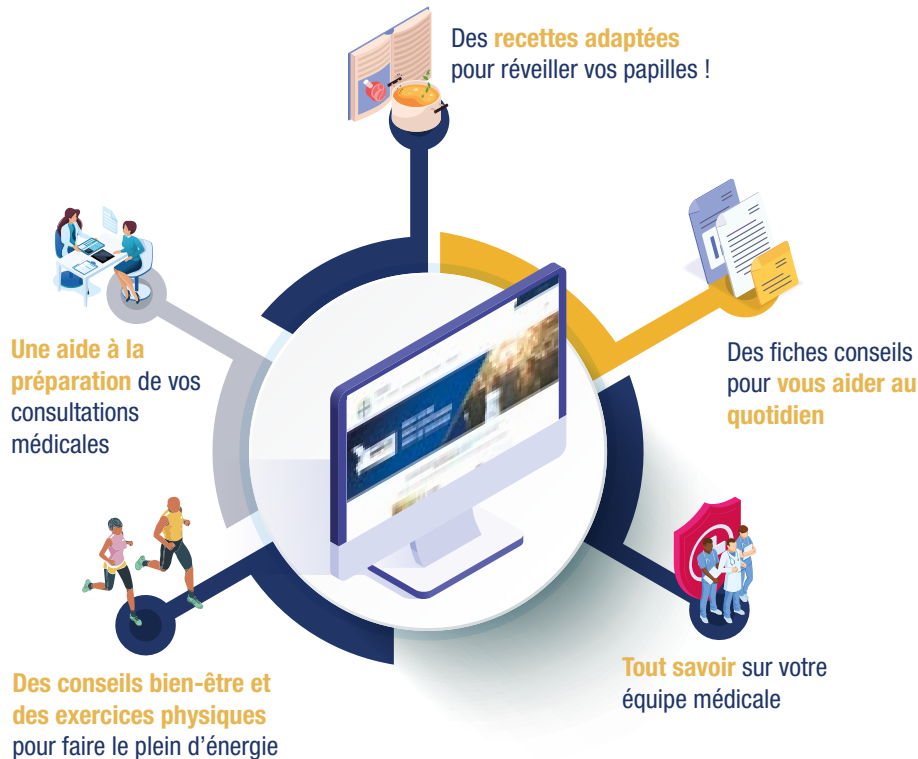 Des recettes adaptées
pour réveiller vos papilles !
Des fiches conseils
pour vous aider au
quotidien
Tout savoir sur votre
équipe médicale
Des conseils bien-être et
des exercices physiques
pour faire le plein d’énergie
Une aide à la
préparation de vos
consultations
médicales